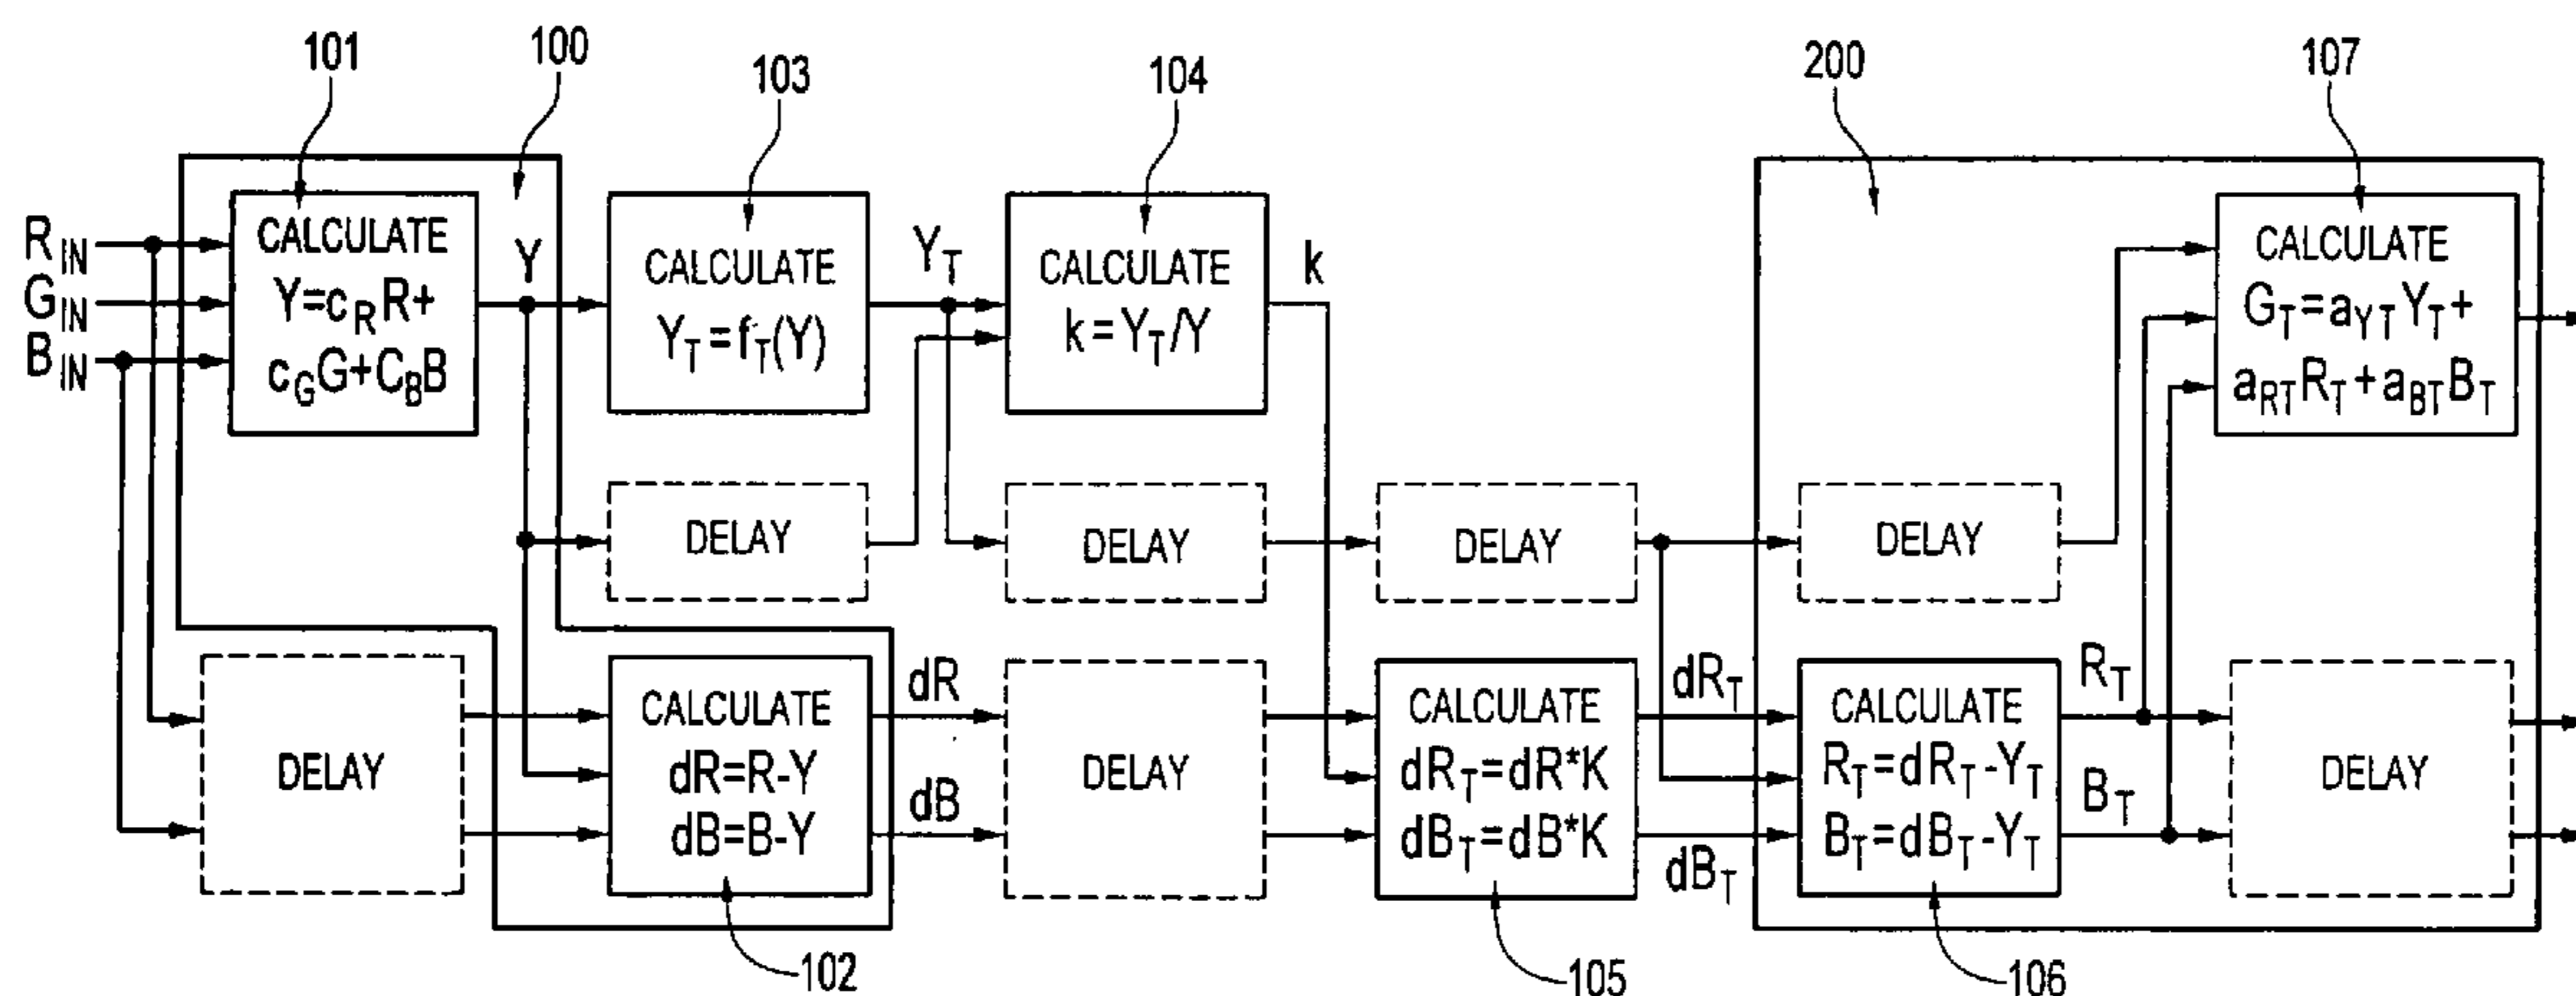 101
100
103
104
200
107
R_IN
G_IN
B_IN
CALCULATE
Y=c_R R+
c_G G+C_B B
Y
CALCULATE
Y_T=f_T(Y)
Y_T
CALCULATE
k=Y_T/Y
k
CALCULATE
G_T=a_YT Y_T+
a_RT R_T+a_BT B_T
DELAY
DELAY
DELAY
DELAY
DELAY
CALCULATE
dR=R-Y
dB=B-Y
dR
dB
DELAY
CALCULATE
dR_T=dR*K
dB_T=dB*K
dR_T
dB_T
CALCULATE
R_T=dR_T-Y_T
B_T=dB_T-Y_T
R_T
B_T
DELAY
102
105
106